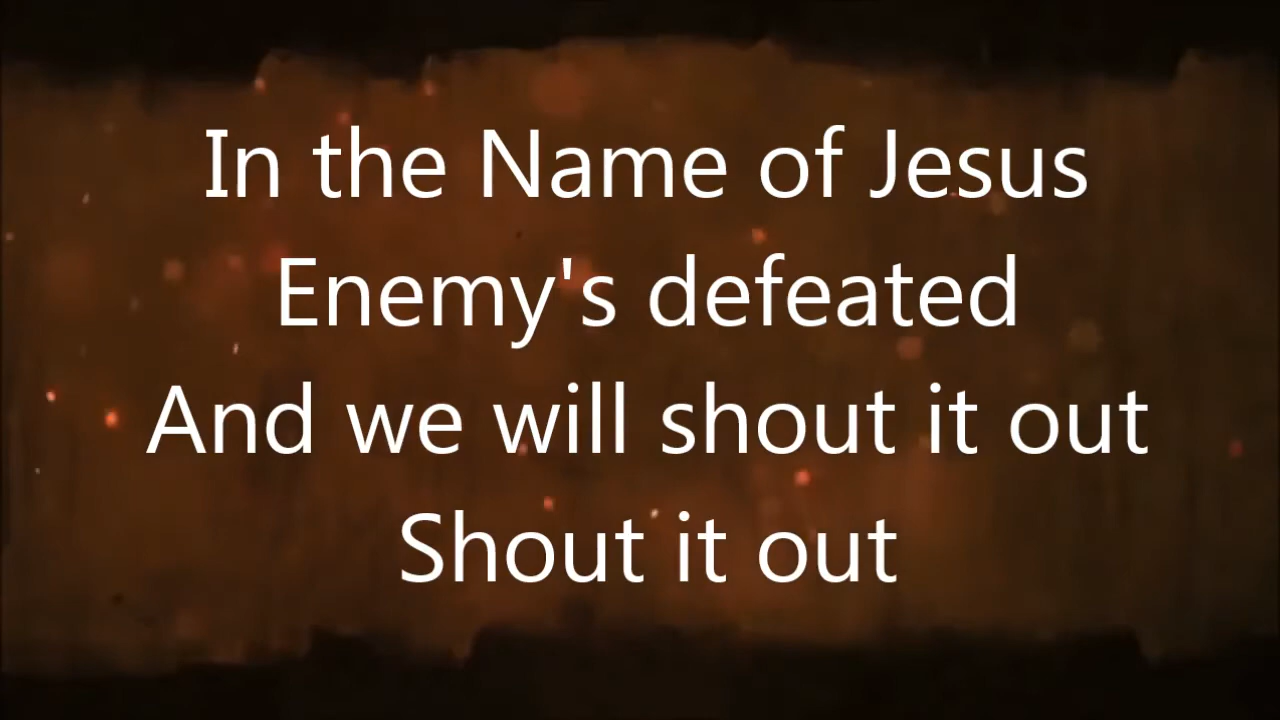 In the Name of Jesus
Enemy's defeated
And we will shout it out
Shout it out